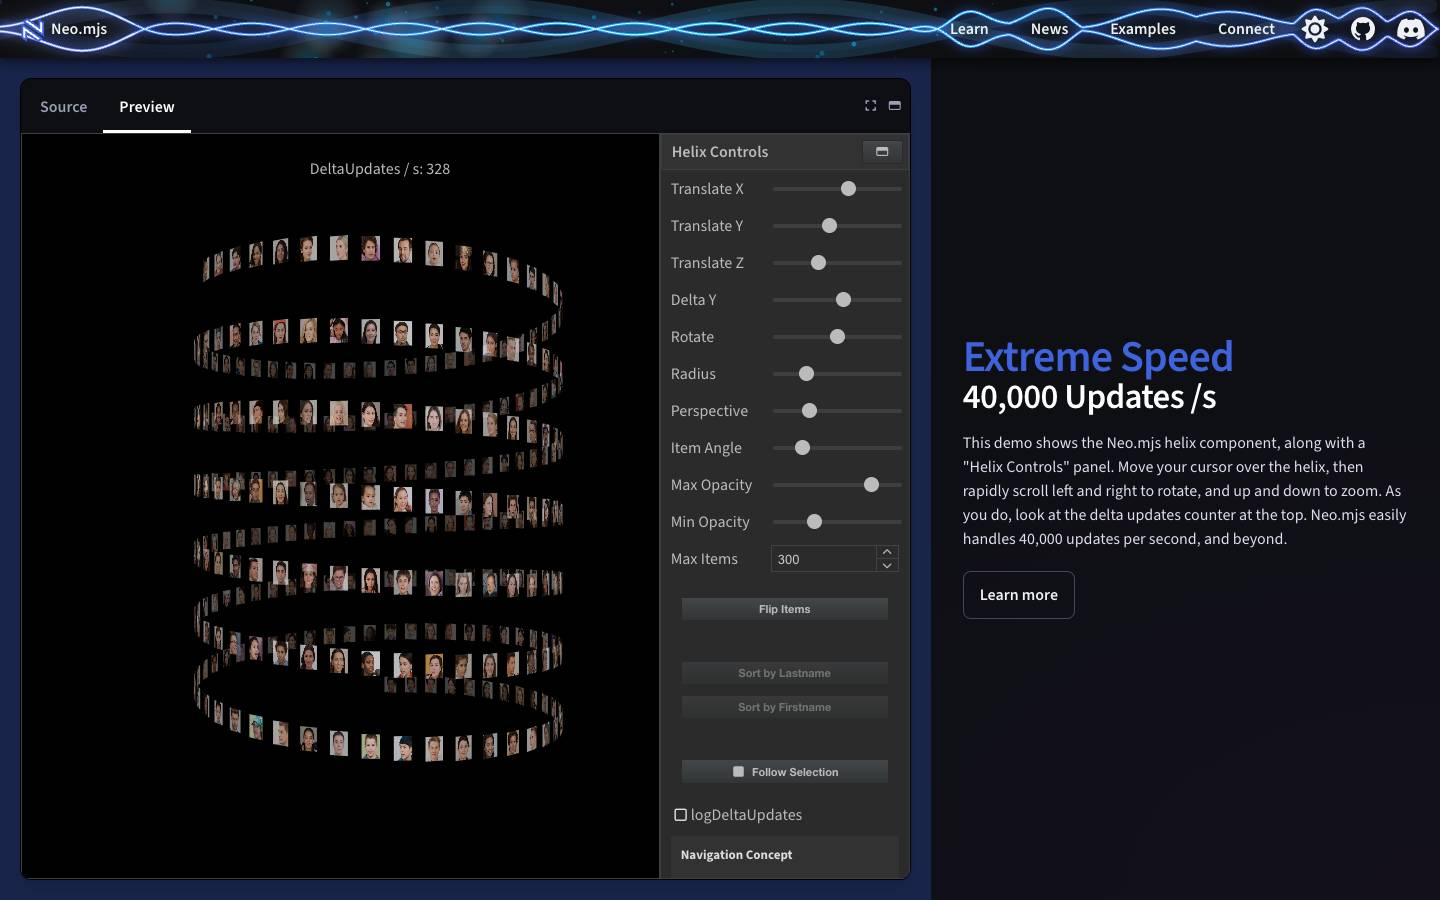 Neo.mjs
Learn
News
Examples
Connect
Source
Preview
DeltaUpdates / s: 328
Helix Controls
Translate X
Translate Y
Translate Z
Delta Y
Rotate
Radius
Perspective
Item Angle
Max Opacity
Min Opacity
Max Items
300
Flip Items
Sort by Lastname
Sort by Firstname
Follow Selection
logDeltaUpdates
Navigation Concept
Extreme Speed
40,000 Updates /s
This demo shows the Neo.mjs helix component, along with a
"Helix Controls" panel. Move your cursor over the helix, then
rapidly scroll left and right to rotate, and up and down to zoom. As
you do, look at the delta updates counter at the top. Neo.mjs easily
handles 40,000 updates per second, and beyond.
Learn more